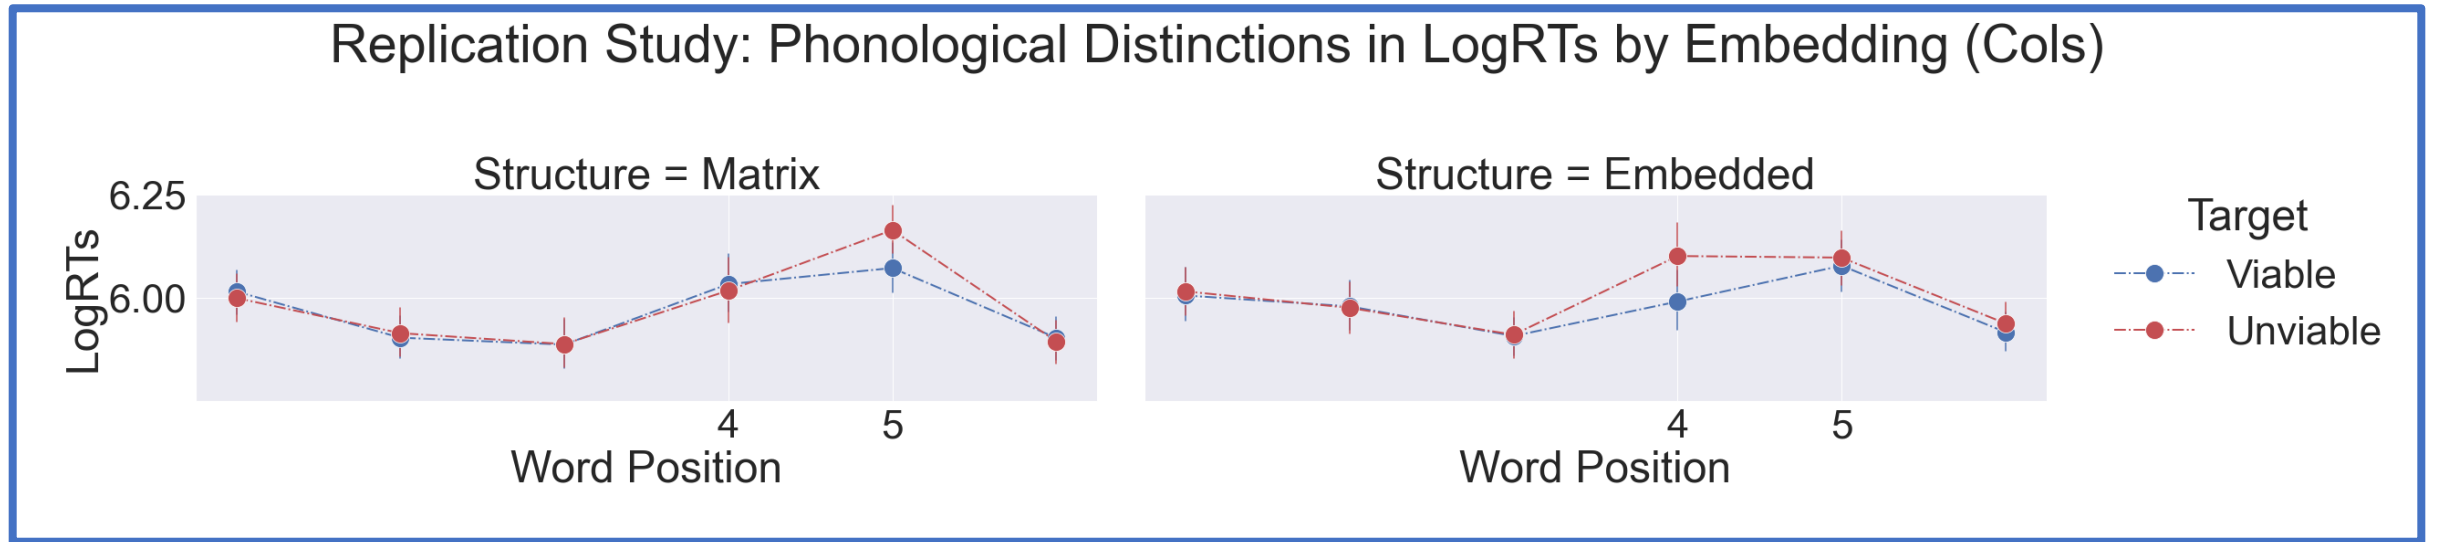 Replication Study: Phonological Distinctions in LogRTs by Embedding (Cols)
Structure = Matrix
Structure = Embedded
6.25
6.00
LogRTs
4
5
Word Position
4
5
Word Position
Target
Viable
Unviable